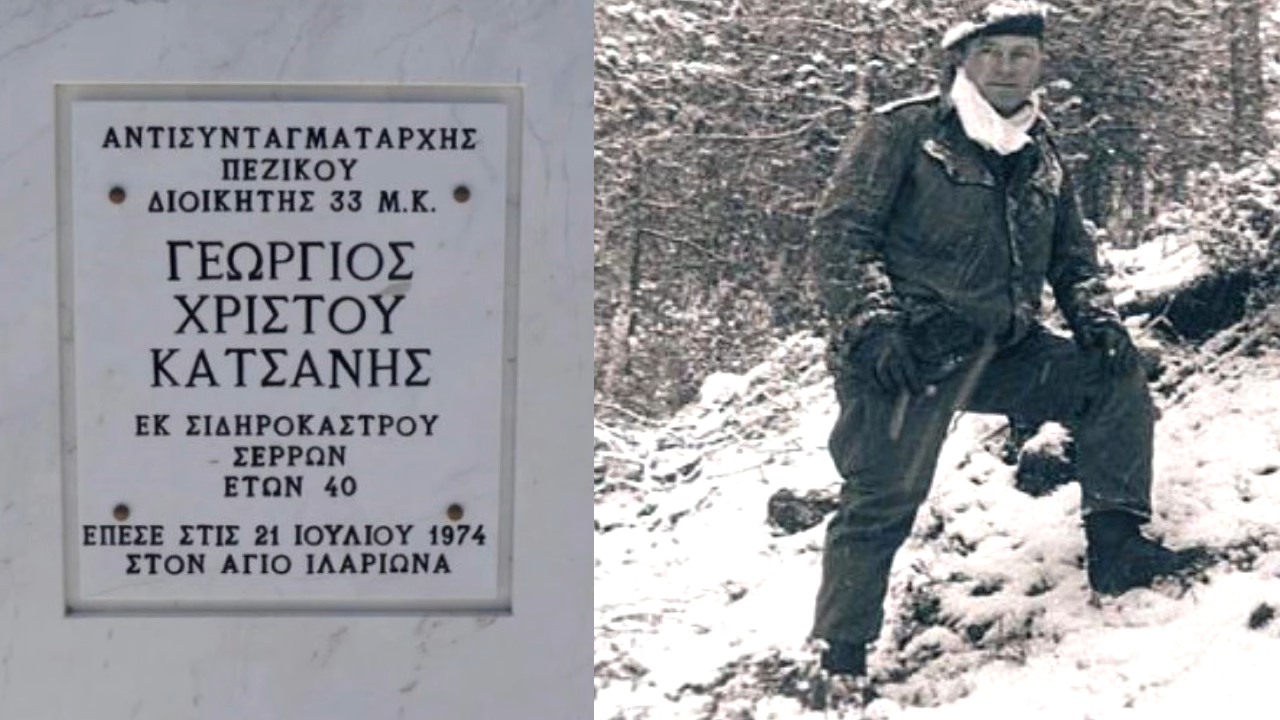 ΑΝΤΙΣΥΝΤΑΓΜΑΤΑΡΧΗΣ
ΠΕΖΙΚΟΥ
ΔΙΟΙΚΗΤΗΣ 33 Μ.Κ.
ΓΕΩΡΓΙΟΣ
ΧΡΙΣΤΟΥ
ΚΑΤΣΑΝΗΣ
ΕΚ ΣΙΔΗΡΟΚΑΣΤΡΟΥ
ΣΕΡΡΩΝ
ΕΤΩΝ 40
ΕΠΕΣΕ ΣΤΙΣ 21 ΙΟΥΛΙΟΥ 1974
ΣΤΟΝ ΑΓΙΟ ΙΛΑΡΙΩΝΑ